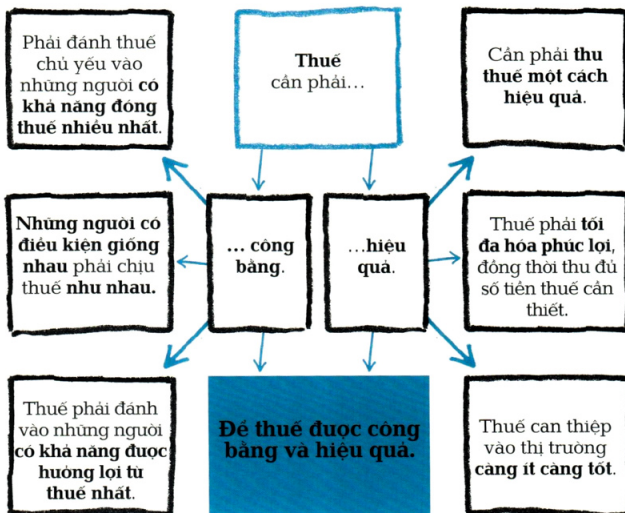 Phải đánh thuế
chủ yếu vào
những người có
khả năng đóng
thuế nhiều nhất.
Thuế
cần phải...
Cần phải thu
thuế một cách
hiệu quả.
Những người có
điều kiện giống
nhau phải chịu
thuế như nhau.
... công
bằng.
...hiệu
quả.
Thuế phải tối
đa hóa phúc lợi,
đồng thời thu đủ
số tiền thuế cần
thiết.
Thuế phải đánh
vào những người
có khả năng được
hưởng lợi từ
thuế nhất.
Để thuế được công
bằng và hiệu quả.
Thuế can thiệp
vào thị trường
càng ít càng tốt.